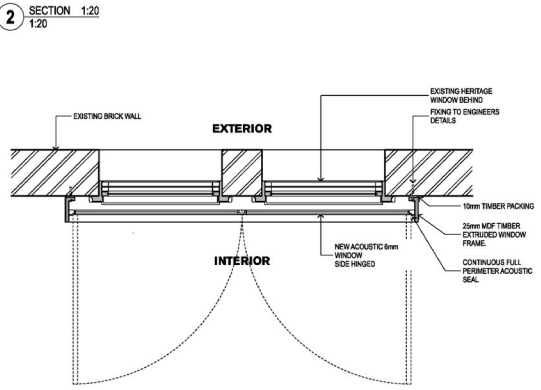 2
SECTION 1:20
1:20
EXISTING BRICK WALL
EXTERIOR
EXISTING HERITAGE
WINDOW BEHIND
FIXING TO ENGINEERS
DETAILS
10mm TIMBER PACKING
25mm MDF TIMBER
EXTRUDED WINDOW
FRAME.
NEW ACOUSTIC 6mm
WINDOW
SIDE HINGED
INTERIOR
CONTINUOUS FULL
PERIMETER ACOUSTIC
SEAL